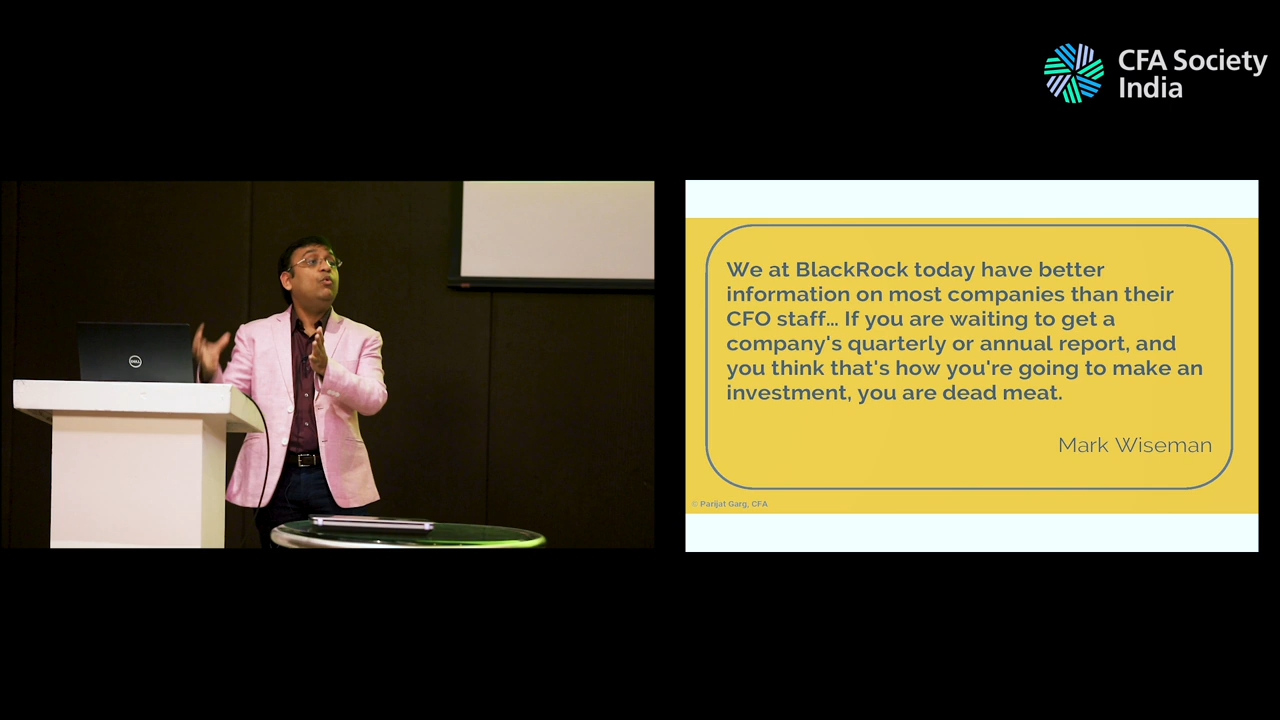 CFA Society
India
We at BlackRock today have better
information on most companies than their
CFO staff... If you are waiting to get a
company's quarterly or annual report, and
you think that's how you're going to make an
investment, you are dead meat.
Mark Wiseman
© Parijat Garg, CFA
DELL